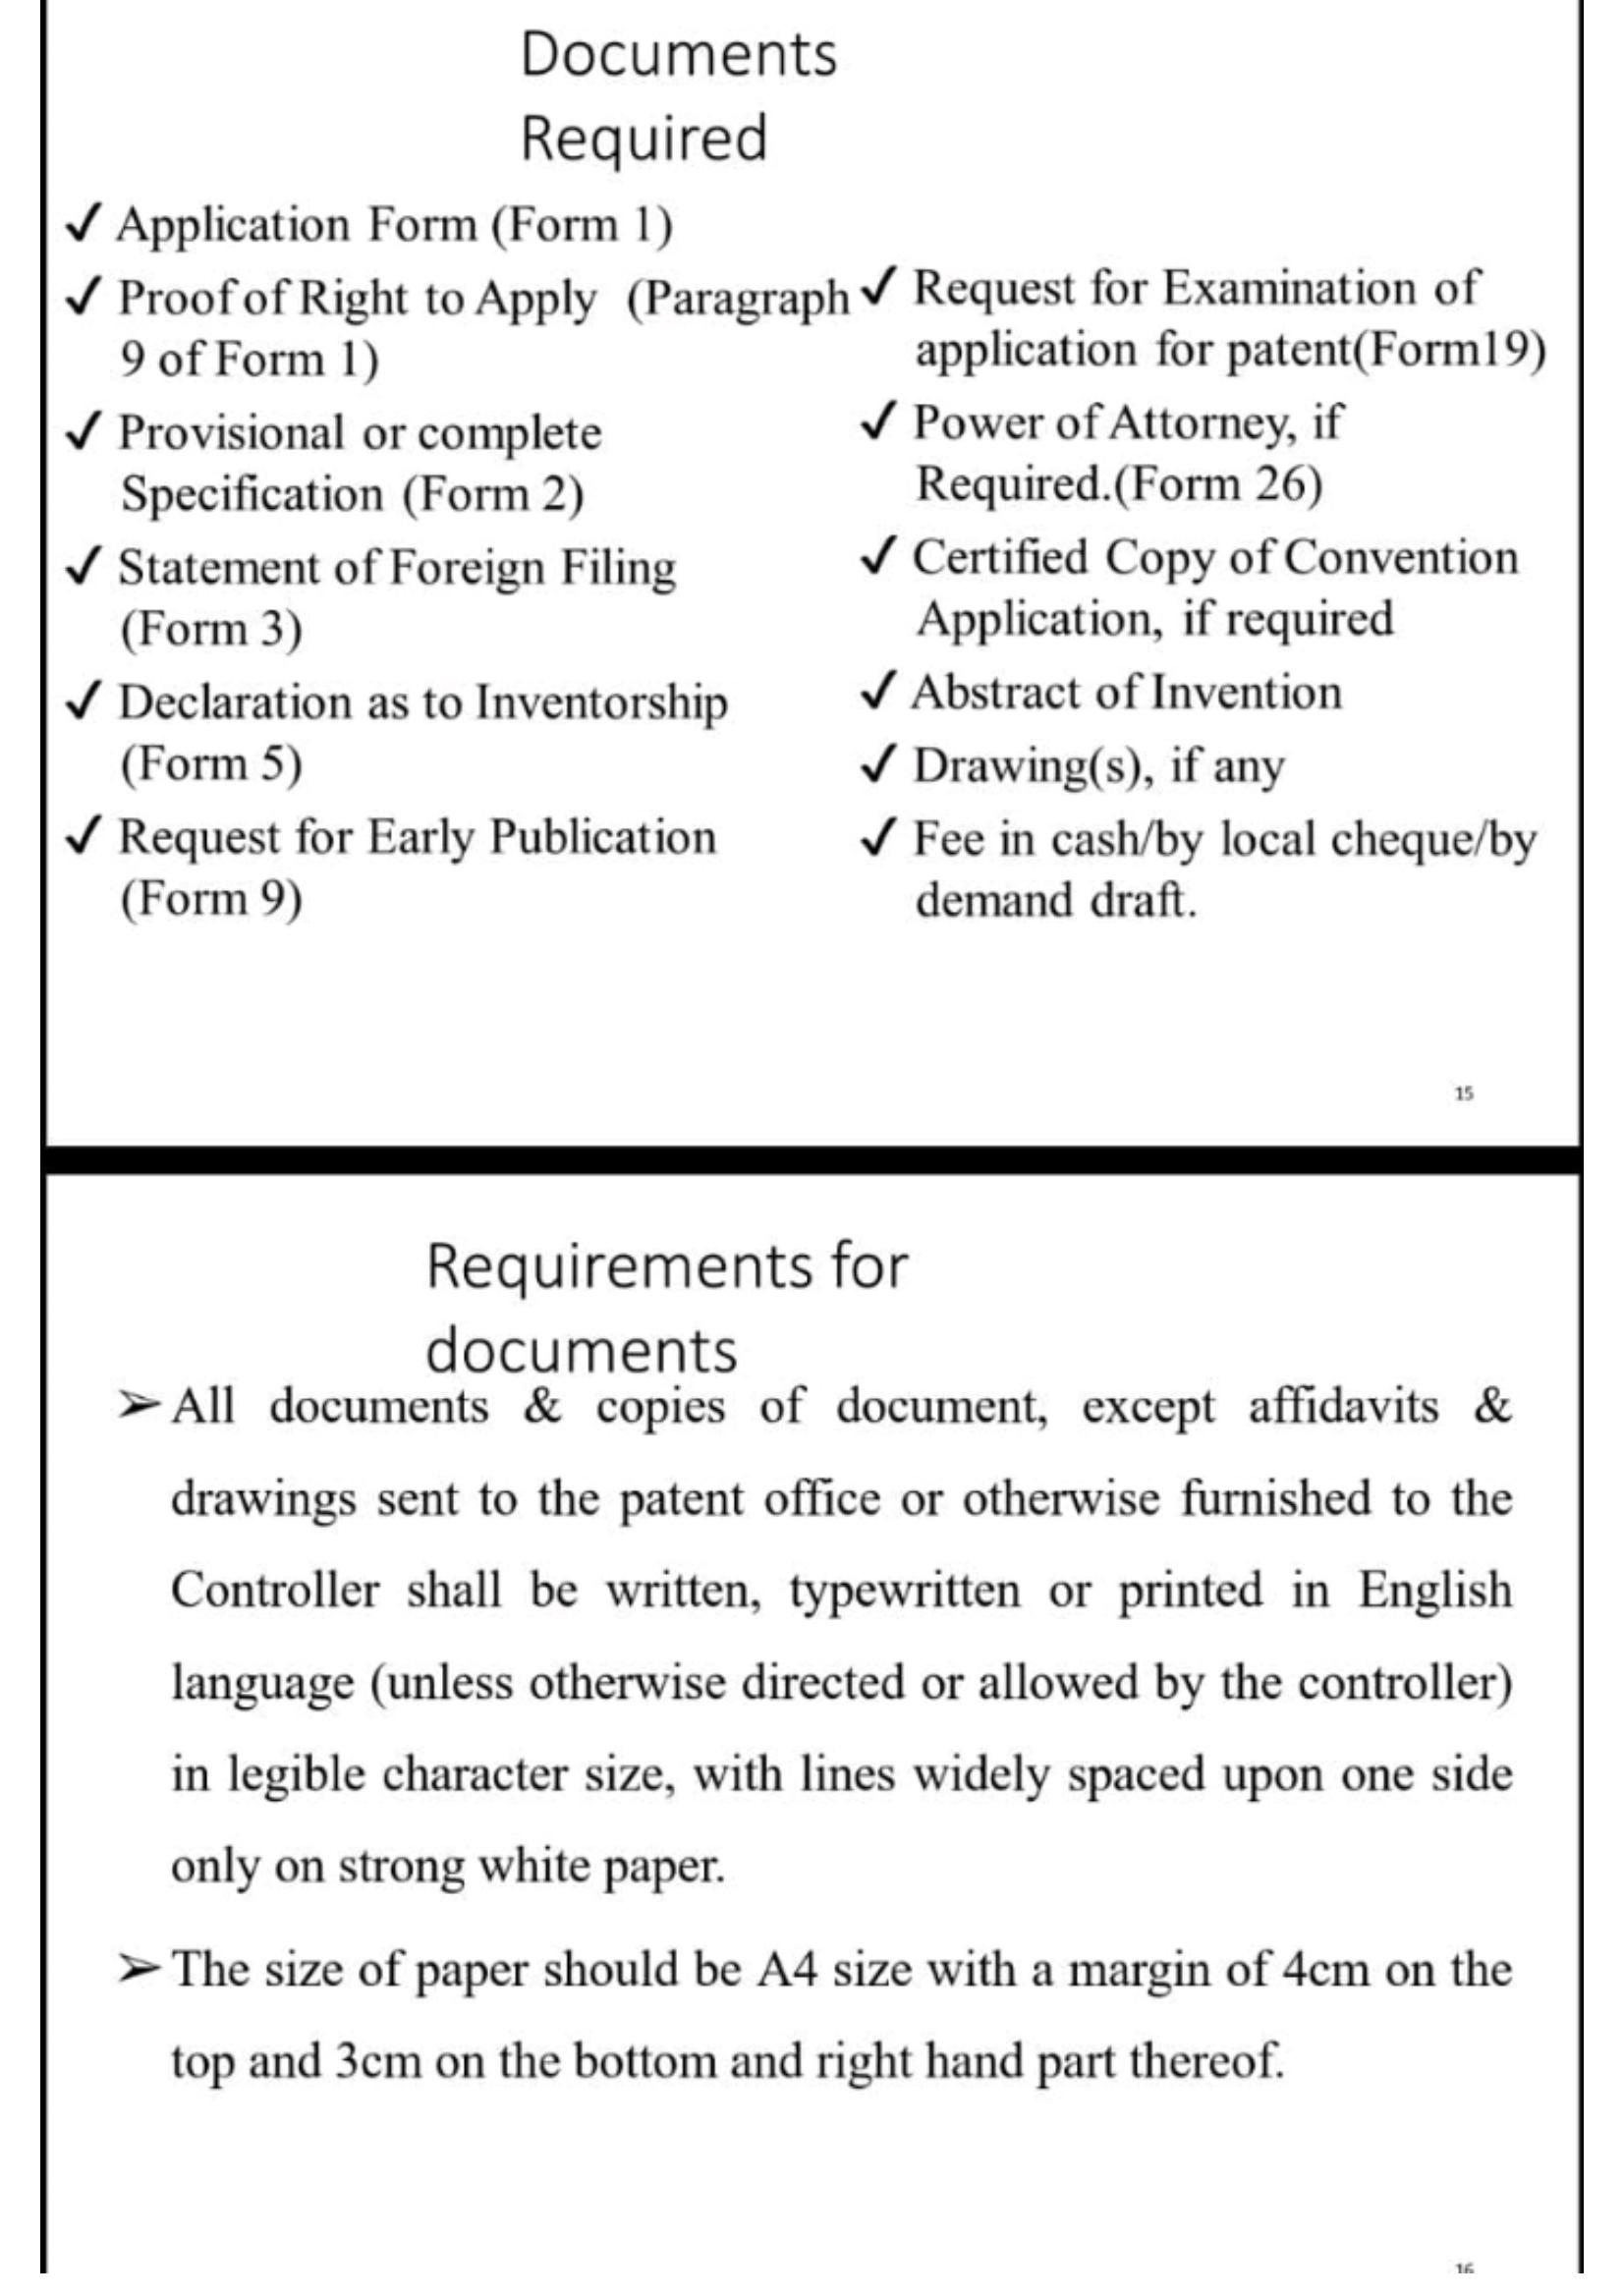 Documents
Required
✓ Application Form (Form 1)
✓ Proof of Right to Apply (Paragraph
9 of Form 1)
✓ Provisional or complete
Specification (Form 2)
✓ Statement of Foreign Filing
(Form 3)
✓ Declaration as to Inventorship
(Form 5)
✓ Request for Early Publication
(Form 9)
✓ Request for Examination of
application for patent(Form19)
✓ Power of Attorney, if
Required.(Form 26)
✓ Certified Copy of Convention
Application, if required
✓ Abstract of Invention
✓ Drawing(s), if any
✓ Fee in cash/by local cheque/by
demand draft.
15
Requirements for
documents
➢ All documents & copies of document, except affidavits &
drawings sent to the patent office or otherwise furnished to the
Controller shall be written, typewritten or printed in English
language (unless otherwise directed or allowed by the controller)
in legible character size, with lines widely spaced upon one side
only on strong white paper.
➢ The size of paper should be A4 size with a margin of 4cm on the
top and 3cm on the bottom and right hand part thereof.
16